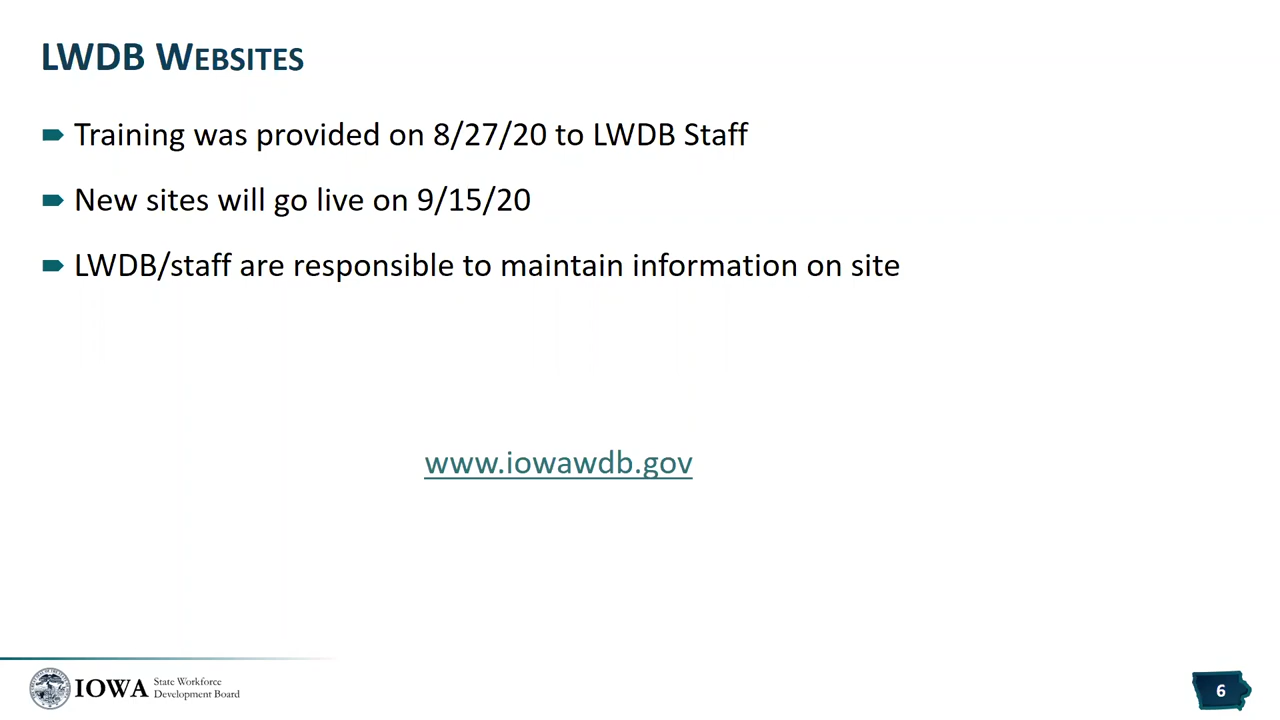 LWDB WEBSITES
Training was provided on 8/27/20 to LWDB Staff
New sites will go live on 9/15/20
LWDB/staff are responsible to maintain information on site
www.iowawdb.gov
IOWA State Workforce
Development Board
6